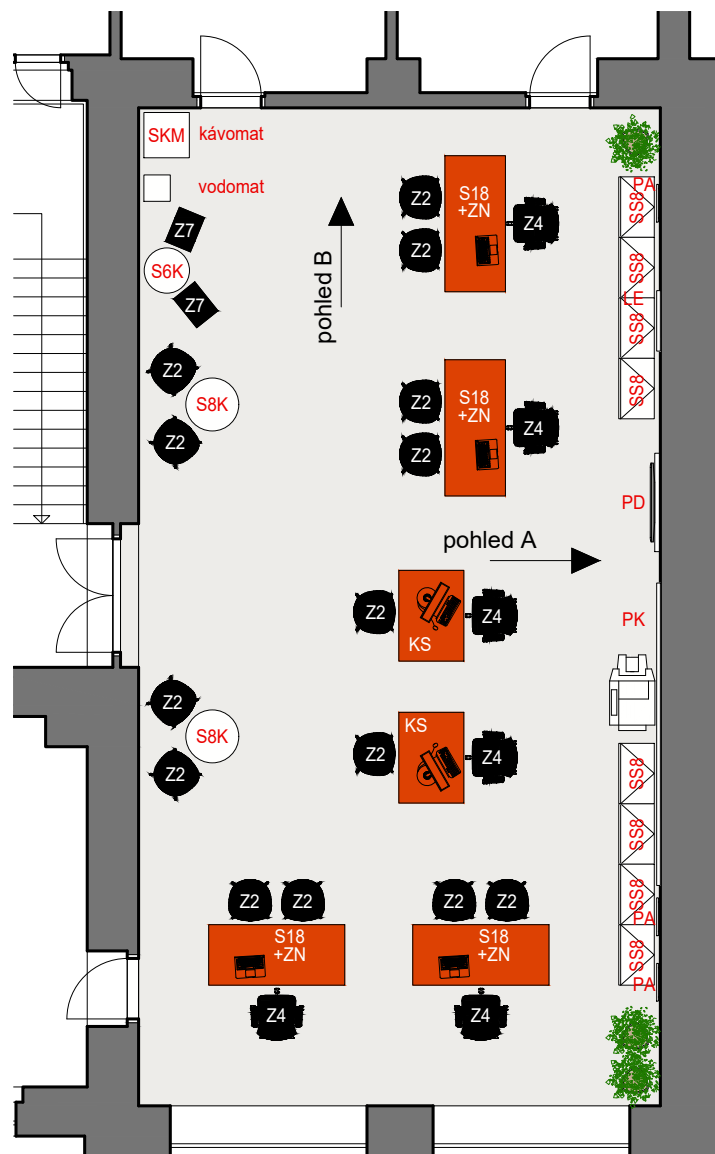 SKM kávomat
vodomat
Z7
S6K
Z7
Z2
S8K
Z2
pohled B
Z2
Z2
S18
+ZN
Z4
PA
SS8
SS8
LE
SS8
SS8
Z2
Z2
S18
+ZN
Z4
PD
pohled A
PK
Z2
KS
Z4
Z2
S8K
Z2
Z2
KS
Z4
SS8
SS8
SS8
PA
SS8
PA
Z2
Z2
S18
+ZN
Z4
Z2
Z2
S18
+ZN
Z4